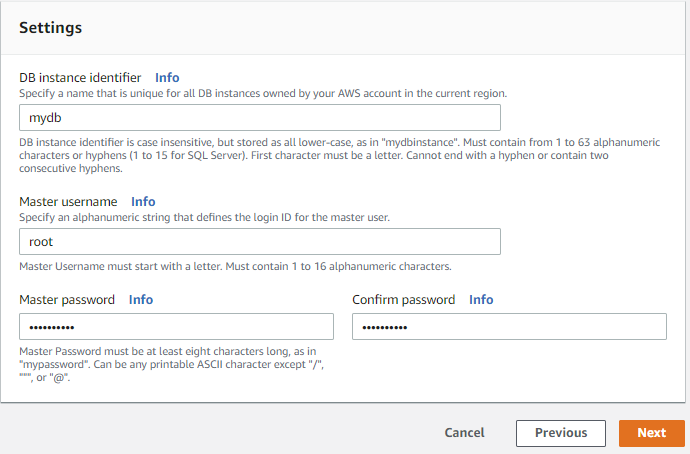 Settings
DB instance identifier Info
Specify a name that is unique for all DB instances owned by your AWS account in the current region.
mydb
DB instance identifier is case insensitive, but stored as all lower-case, as in "mydbinstance". Must contain from 1 to 63 alphanumeric
characters or hyphens (1 to 15 for SQL Server). First character must be a letter. Cannot end with a hyphen or contain two
consecutive hyphens.
Master username Info
Specify an alphanumeric string that defines the login ID for the master user.
root
Master Username must start with a letter. Must contain 1 to 16 alphanumeric characters.
Master password Info
Confirm password Info
••••••••••
••••••••••
Master Password must be at least eight characters long, as in
"mypassword". Can be any printable ASCII character except "/",
""", or "@".
Cancel
Previous
Next